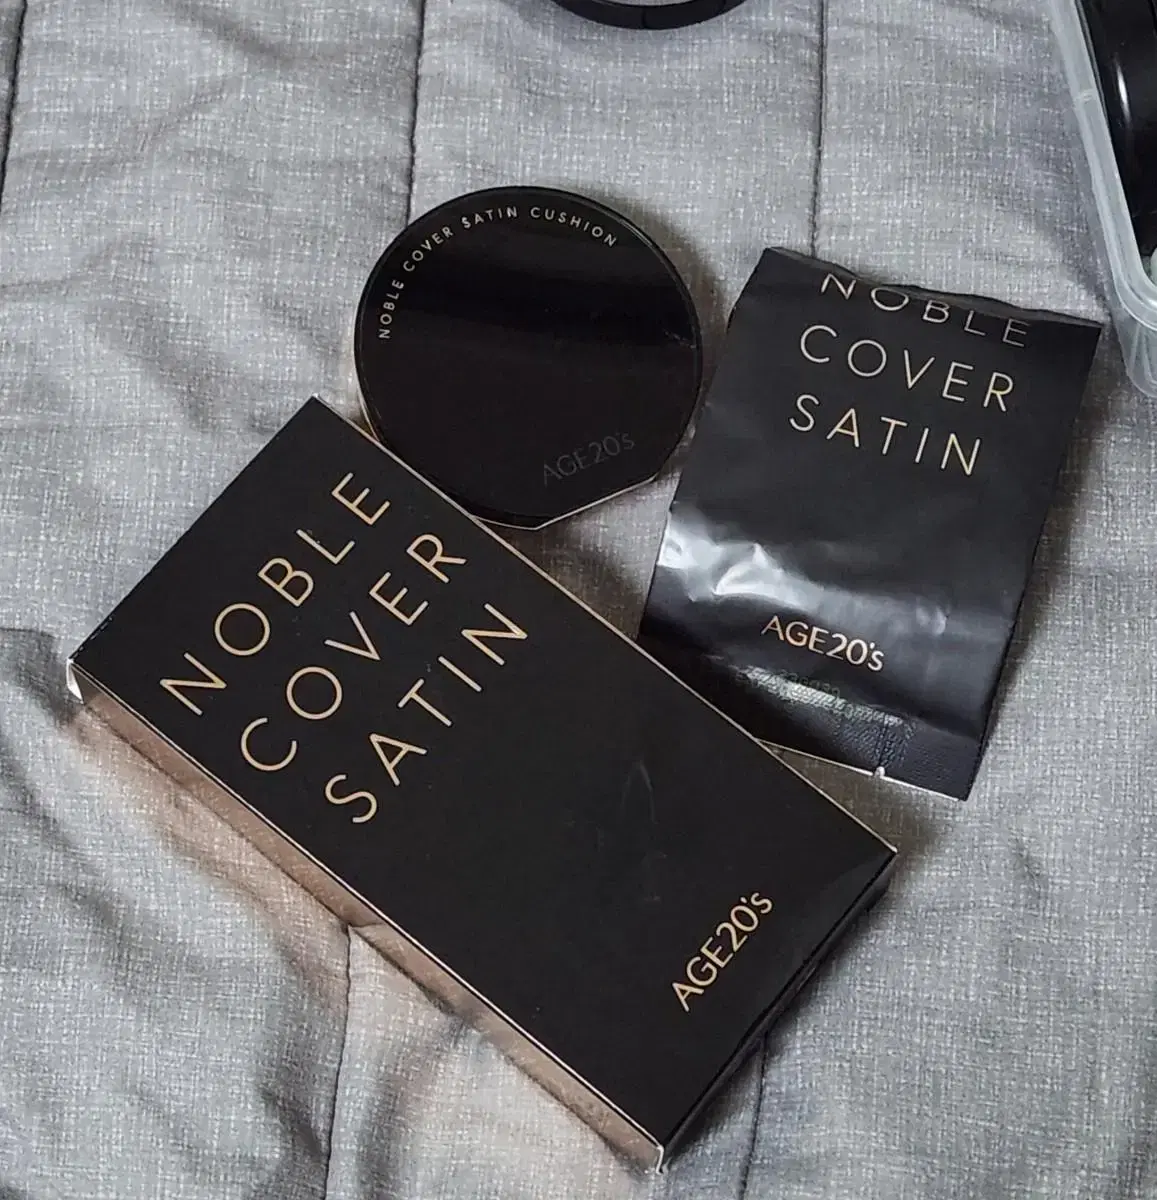 NOBLE COVER SATIN CUSHION
AGE20's
NOBLE
COVER
SATIN
AGE20's
NOBLE
COVER
SATIN
AGE20's